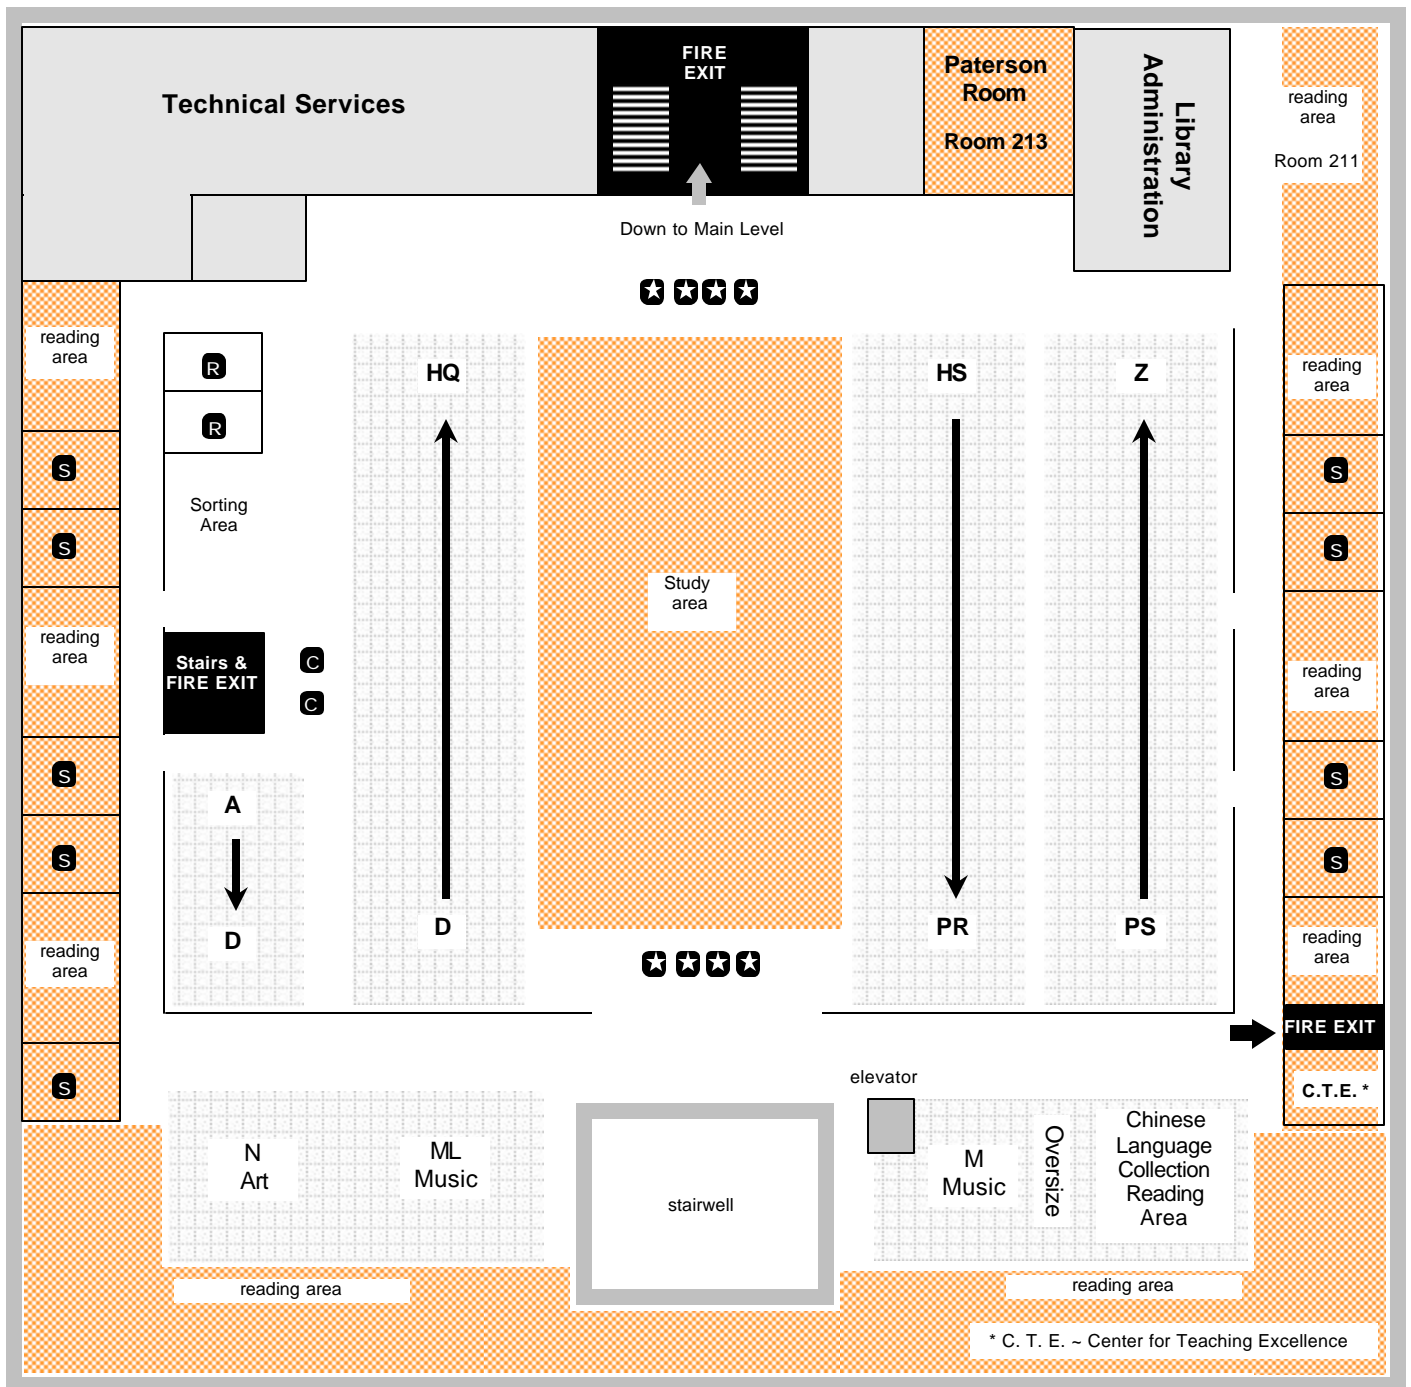 FIRE
EXIT
Technical Services
Paterson
Room
Room 213
Library
Administration
reading
area
Room 211
Down to Main Level
reading
area
R
HQ
HS
Z
reading
area
R
S
S
Sorting
Area
S
S
Study
area
reading
area
Stairs &
FIRE EXIT
C
C
reading
area
S
S
A
S
S
D
D
PR
PS
reading
area
reading
area
FIRE EXIT
S
elevator
C.T.E. *
N
Art
ML
Music
stairwell
M
Music
Oversize
Chinese
Language
Collection
Reading
Area
reading area
reading area
* C. T. E. ~ Center for Teaching Excellence